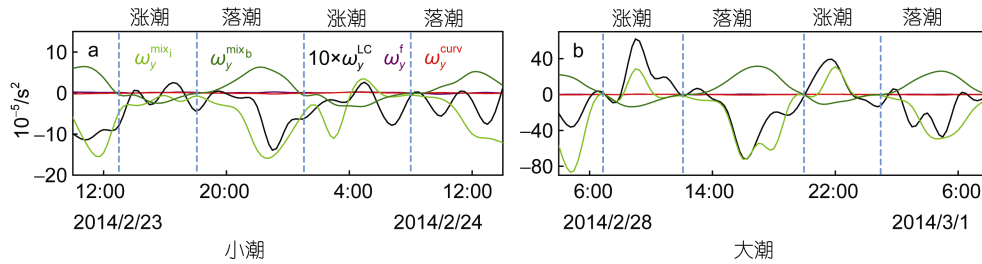 涨潮 落潮 涨潮 落潮 涨潮 落潮 涨潮 落潮
a ω_y^{mix_i} ω_y^{mix_b} 10×ω_y^{LC} ω_y^f ω_y^{curv} b
10 0 −10 −20
40 0 −40 −80
10⁻⁵/s²
12:00 20:00 4:00 12:00 6:00 14:00 22:00 6:00
2014/2/23 2014/2/24 2014/2/28 2014/3/1
小潮 大潮